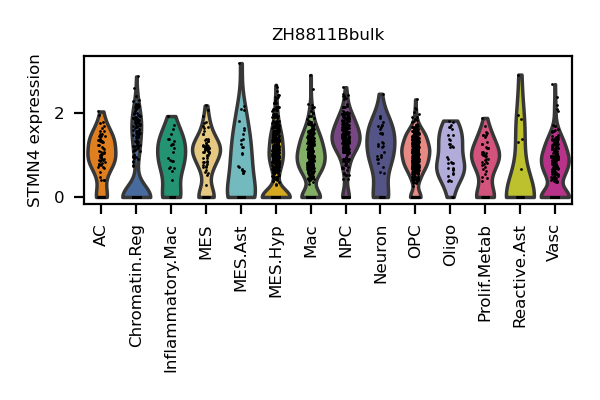 ZH8811Bbulk
STMN4 expression
2
0
AC
Chromatin.Reg
Inflammatory.Mac
MES
MES.Ast
MES.Hyp
Mac
NPC
Neuron
OPC
Oligo
Prolif.Metab
Reactive.Ast
Vasc